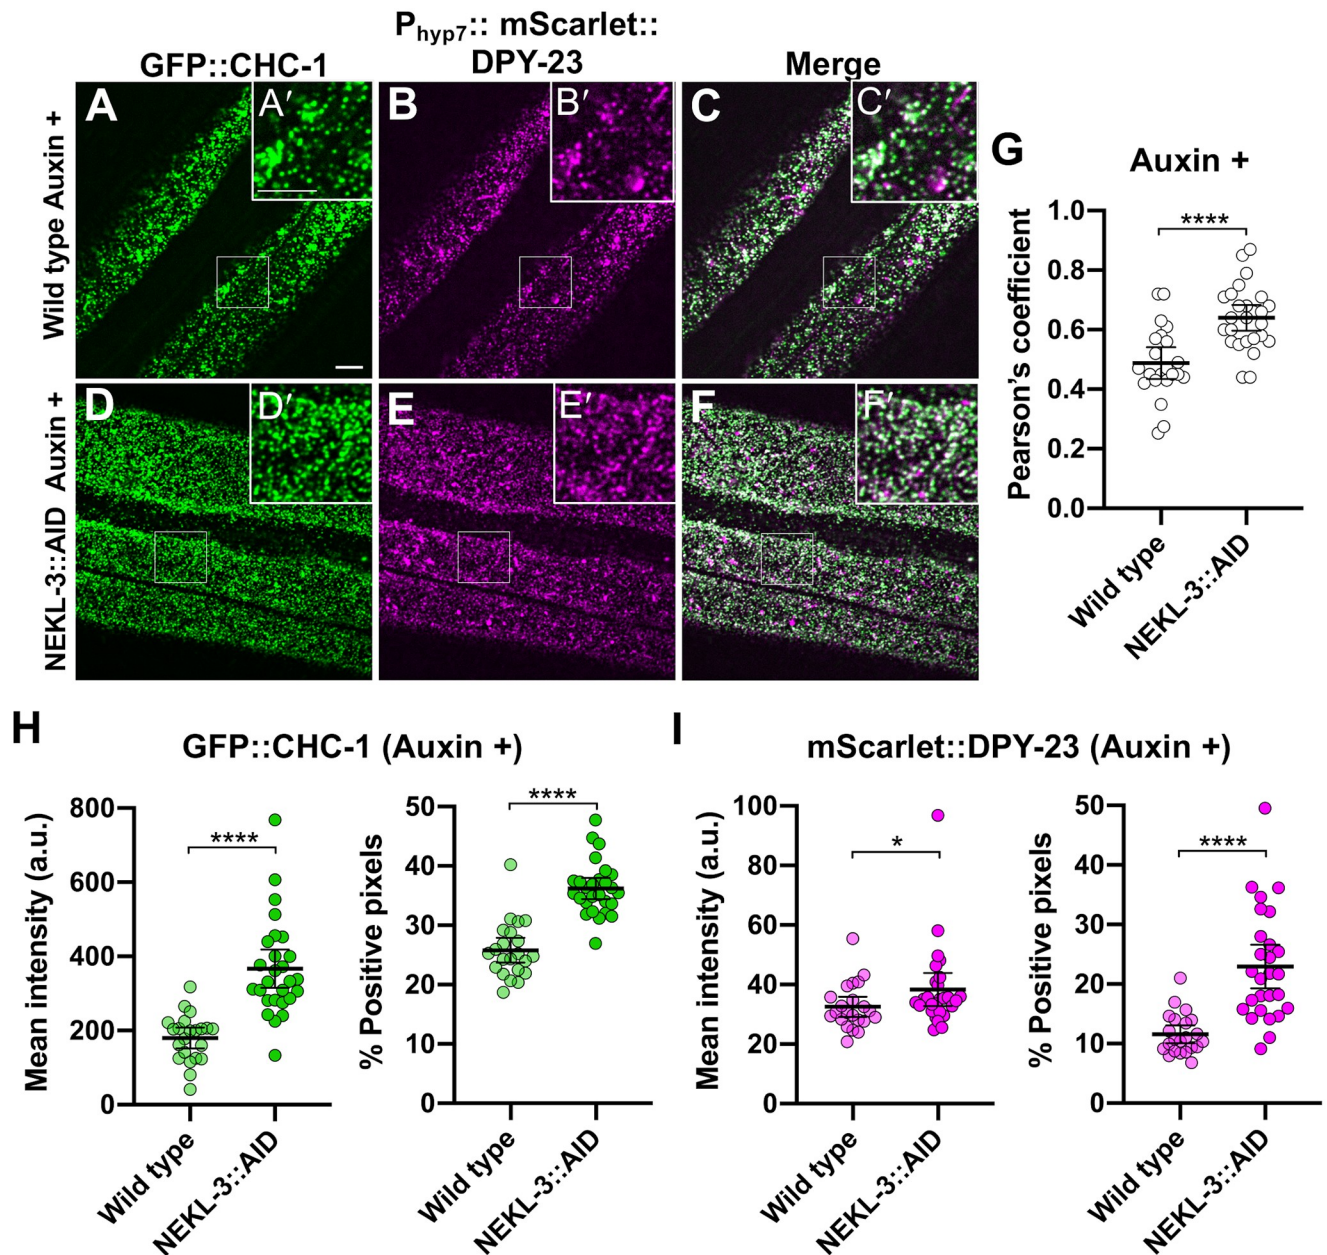 GFP::CHC-1
Phyp7:: mScarlet::
DPY-23
Merge
Wild type Auxin +
A
A′
B
B′
C
C′
NEKL-3::AID Auxin +
D
D′
E
E′
F
F′
G
Auxin +
Pearson's coefficient
1.0
0.8
0.6
0.4
0.2
0.0
****
Wild type
NEKL-3::AID
H
GFP::CHC-1 (Auxin +)
Mean intensity (a.u.)
800
600
400
200
0
****
Wild type
NEKL-3::AID
% Positive pixels
50
40
30
20
10
0
****
Wild type
NEKL-3::AID
I
mScarlet::DPY-23 (Auxin +)
Mean intensity (a.u.)
100
80
60
40
20
0
*
Wild type
NEKL-3::AID
% Positive pixels
50
40
30
20
10
0
****
Wild type
NEKL-3::AID